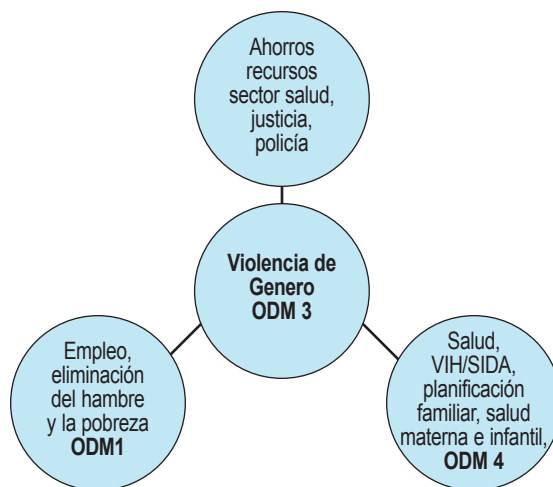 Ahorros
recursos
sector salud,
justicia,
policía
Violencia de
Genero
ODM 3
Empleo,
eliminación
del hambre
y la pobreza
ODM1
Salud,
VIH/SIDA,
planificación
familiar, salud
materna e infantil,
ODM 4